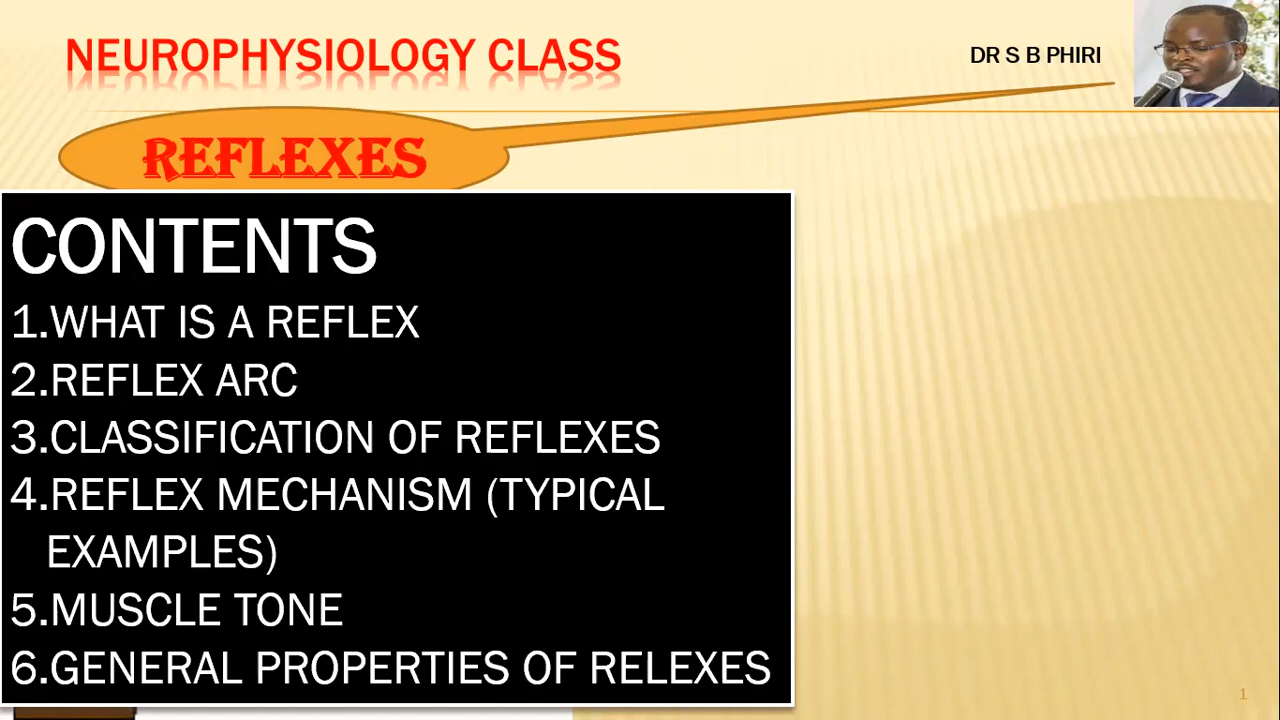 NEUROPHYSIOLOGY CLASS
DR S B PHIRI
REFLEXES
CONTENTS
1.WHAT IS A REFLEX
2.REFLEX ARC
3.CLASSIFICATION OF REFLEXES
4.REFLEX MECHANISM (TYPICAL
EXAMPLES)
5.MUSCLE TONE
6.GENERAL PROPERTIES OF RELEXES
1